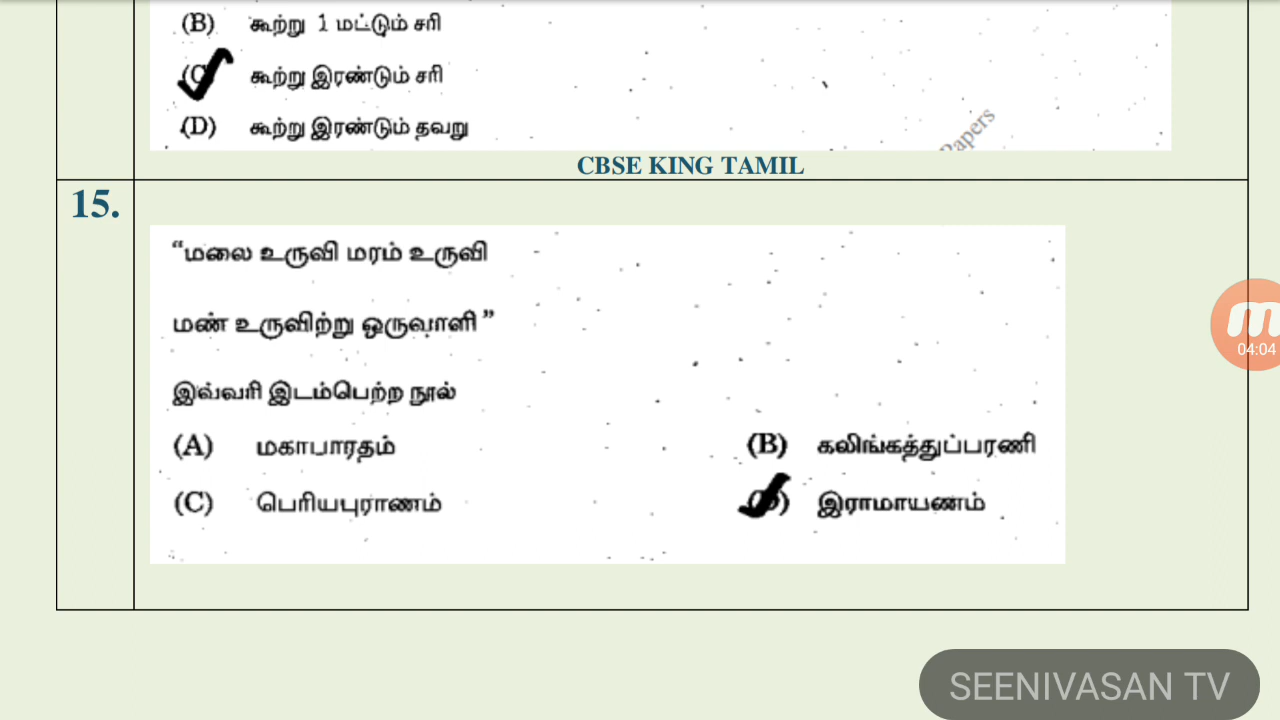 (B) கூற்று 1 மட்டும் சரி
(C) கூற்று இரண்டும் சரி
(D) கூற்று இரண்டும் தவறு
Papers
CBSE KING TAMIL
15.
“மலை உருவி மரம் உருவி
மண் உருவிற்று ஒருவாளி”
இவ்வரி இடம்பெற்ற நூல்
(A) மகாபாரதம் (B) கலிங்கத்துப்பரணி
(C) பெரியபுராணம் (D) இராமாயணம்
04:04
SEENIVASAN TV